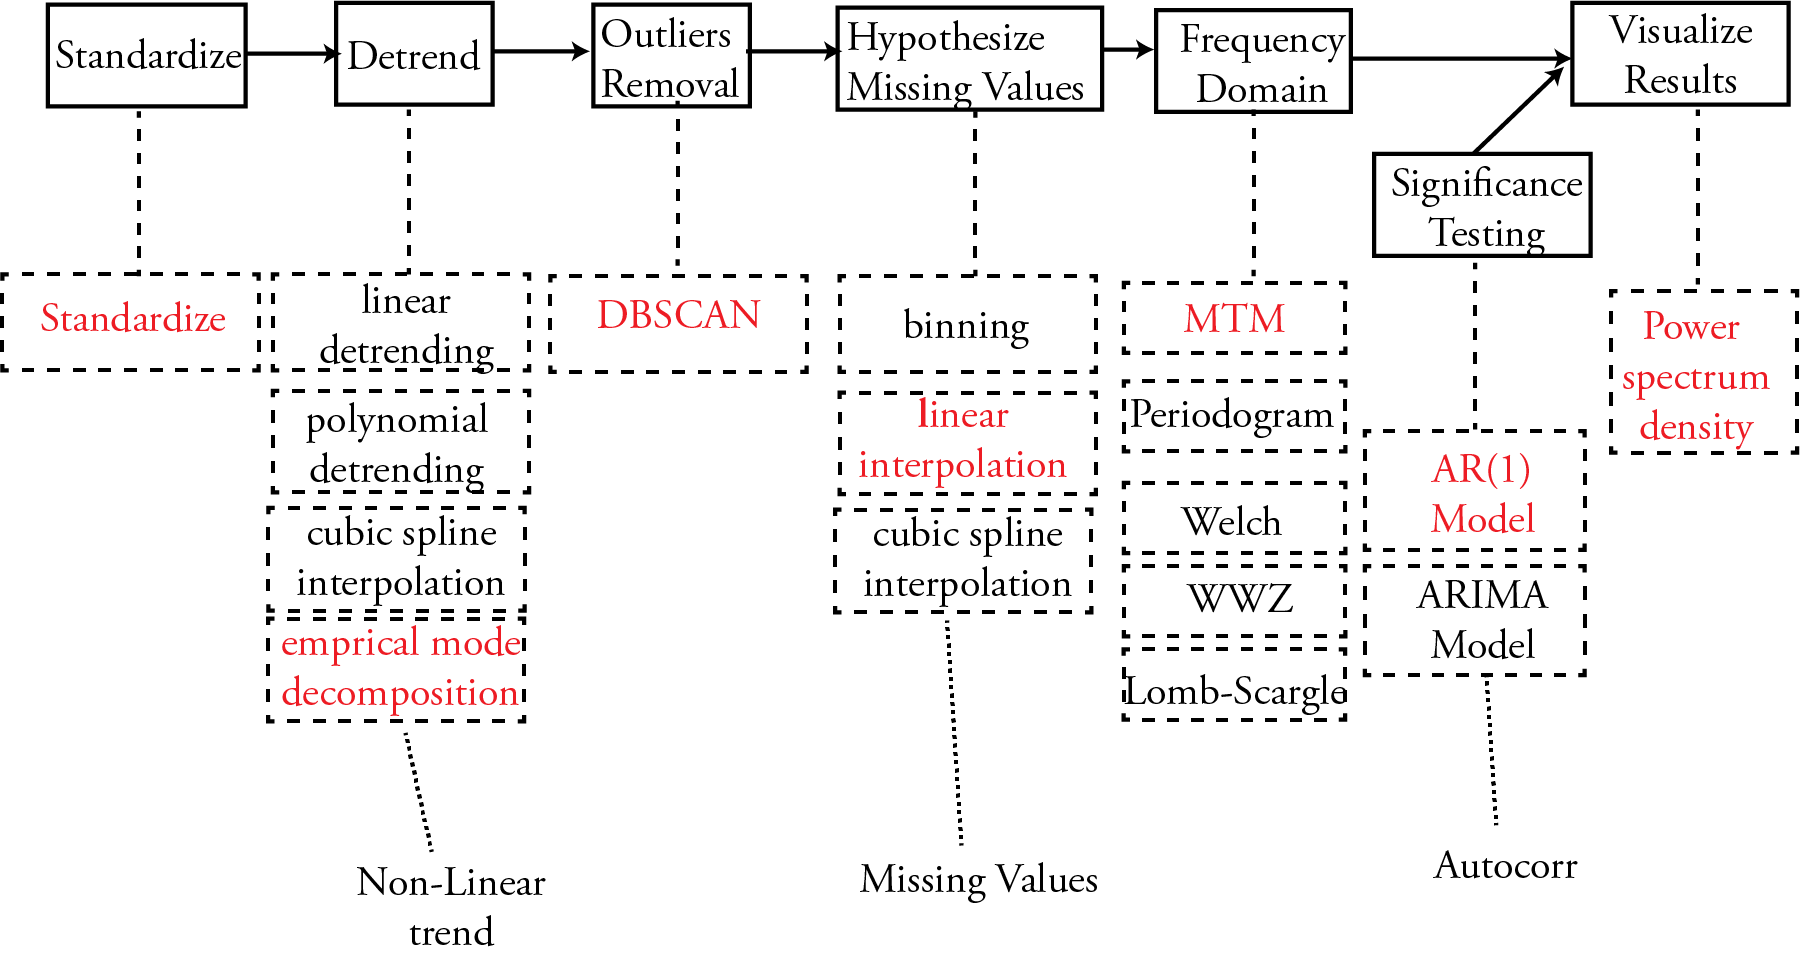 Standardize
Detrend
Outliers
Removal
Hypothesize
Missing Values
Frequency
Domain
Visualize
Results
Significance
Testing
Standardize
linear
detrending
polynomial
detrending
cubic spline
interpolation
emprical mode
decomposition
Non-Linear
trend
DBSCAN
binning
linear
interpolation
cubic spline
interpolation
Missing Values
MTM
Periodogram
Welch
WWZ
Lomb-Scargle
AR(1)
Model
ARIMA
Model
Autocorr
Power
spectrum
density